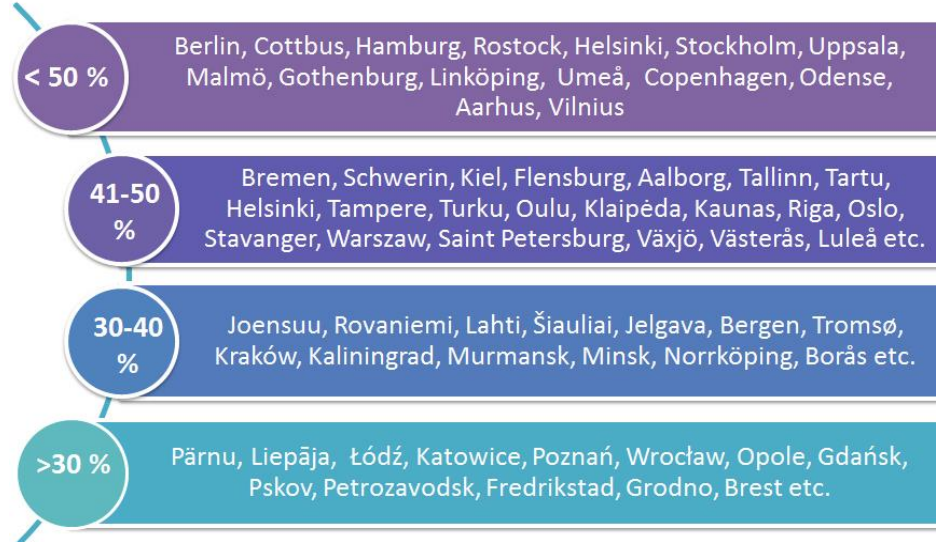 < 50 %
Berlin, Cottbus, Hamburg, Rostock, Helsinki, Stockholm, Uppsala,
Malmö, Gothenburg, Linköping, Umeå, Copenhagen, Odense,
Aarhus, Vilnius
41-50
%
Bremen, Schwerin, Kiel, Flensburg, Aalborg, Tallinn, Tartu,
Helsinki, Tampere, Turku, Oulu, Klaipėda, Kaunas, Riga, Oslo,
Stavanger, Warszaw, Saint Petersburg, Växjö, Västerås, Luleå etc.
30-40
%
Joensuu, Rovaniemi, Lahti, Šiauliai, Jelgava, Bergen, Tromsø,
Kraków, Kaliningrad, Murmansk, Minsk, Norrköping, Borås etc.
>30 %
Pärnu, Liepāja, Łódź, Katowice, Poznań, Wrocław, Opole, Gdańsk,
Pskov, Petrozavodsk, Fredrikstad, Grodno, Brest etc.